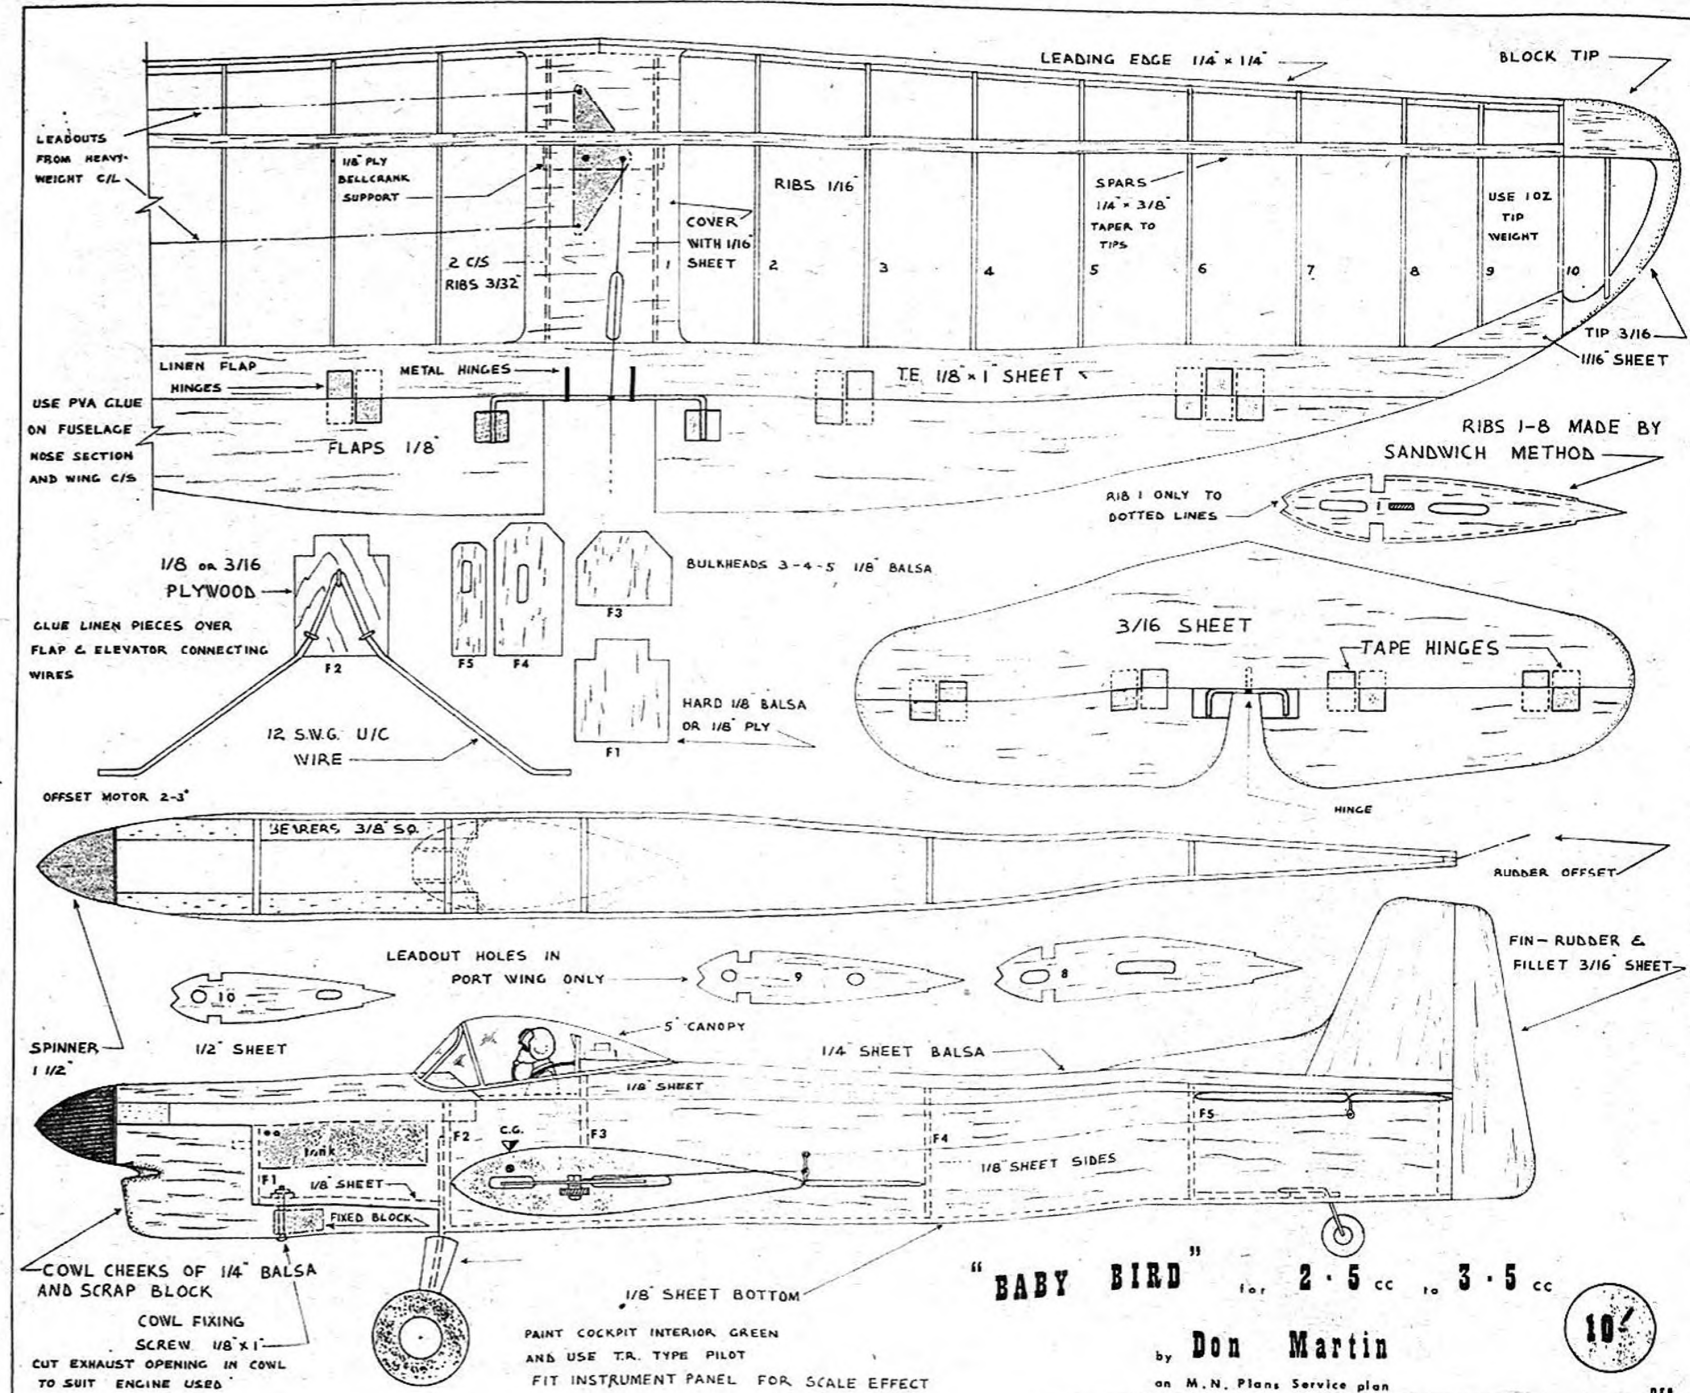 LEADING EDGE 1/4" × 1/4"
BLOCK TIP
LEADOUTS
FROM HEAVY-
WEIGHT C/L
1/8" PLY
BELLCRANK
SUPPORT
RIBS 1/16"
SPARS
1/4" × 3/8"
TAPER TO
TIPS
USE 1 OZ
TIP
WEIGHT
COVER
WITH 1/16"
SHEET
2 C/S
RIBS 3/32"
1
2
3
4
5
6
7
8
9
10
TIP 3/16
1/16" SHEET
LINEN FLAP
HINGES
METAL HINGES
T.E. 1/8" × 1" SHEET
USE PVA GLUE
ON FUSELAGE
NOSE SECTION
AND WING C/S
FLAPS 1/8"
RIBS 1-8 MADE BY
SANDWICH METHOD
RIB 1 ONLY TO
DOTTED LINES
1
1/8 OR 3/16
PLYWOOD
BULKHEADS 3-4-5 1/8" BALSA
F3
GLUE LINEN PIECES OVER
FLAP & ELEVATOR CONNECTING
WIRES
F2
F5
F4
3/16 SHEET
TAPE HINGES
HARD 1/8" BALSA
OR 1/8" PLY
F1
12 S.W.G. U/C
WIRE
HINGE
OFFSET MOTOR 2-3°
BEARERS 3/8" SQ.
RUDDER OFFSET
LEADOUT HOLES IN
PORT WING ONLY
10
9
8
FIN-RUDDER &
FILLET 3/16" SHEET
SPINNER
1 1/2"
1/2" SHEET
5" CANOPY
1/4" SHEET BALSA
1/8" SHEET
tank
F2
C.G.
F3
F4
F5
1/8" SHEET SIDES
F1
1/8" SHEET
FIXED BLOCK
COWL CHEEKS OF 1/4" BALSA
AND SCRAP BLOCK
COWL FIXING
SCREW 1/8" X 1"
CUT EXHAUST OPENING IN COWL
TO SUIT ENGINE USED
1/8" SHEET BOTTOM
PAINT COCKPIT INTERIOR GREEN
AND USE T.R. TYPE PILOT
FIT INSTRUMENT PANEL FOR SCALE EFFECT
"BABY BIRD" for 2.5 cc to 3.5 cc
by Don Martin
an M.N. Plans Service plan
10/-